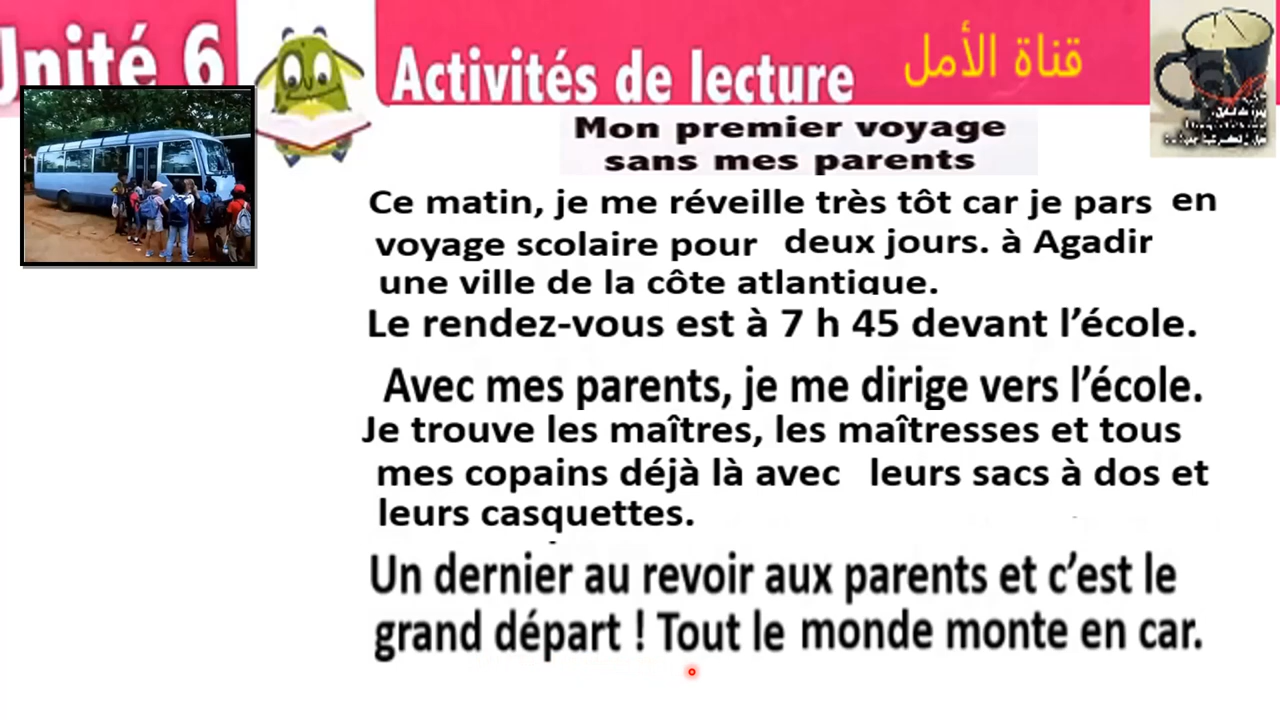 Unité 6
Activités de lecture
قناة الأمل
Mon premier voyage
sans mes parents
Ce matin, je me réveille très tôt car je pars en
voyage scolaire pour deux jours. à Agadir
une ville de la côte atlantique.
Le rendez-vous est à 7 h 45 devant l’école.
Avec mes parents, je me dirige vers l’école.
Je trouve les maîtres, les maîtresses et tous
mes copains déjà là avec leurs sacs à dos et
leurs casquettes.
Un dernier au revoir aux parents et c’est le
grand départ ! Tout le monde monte en car.